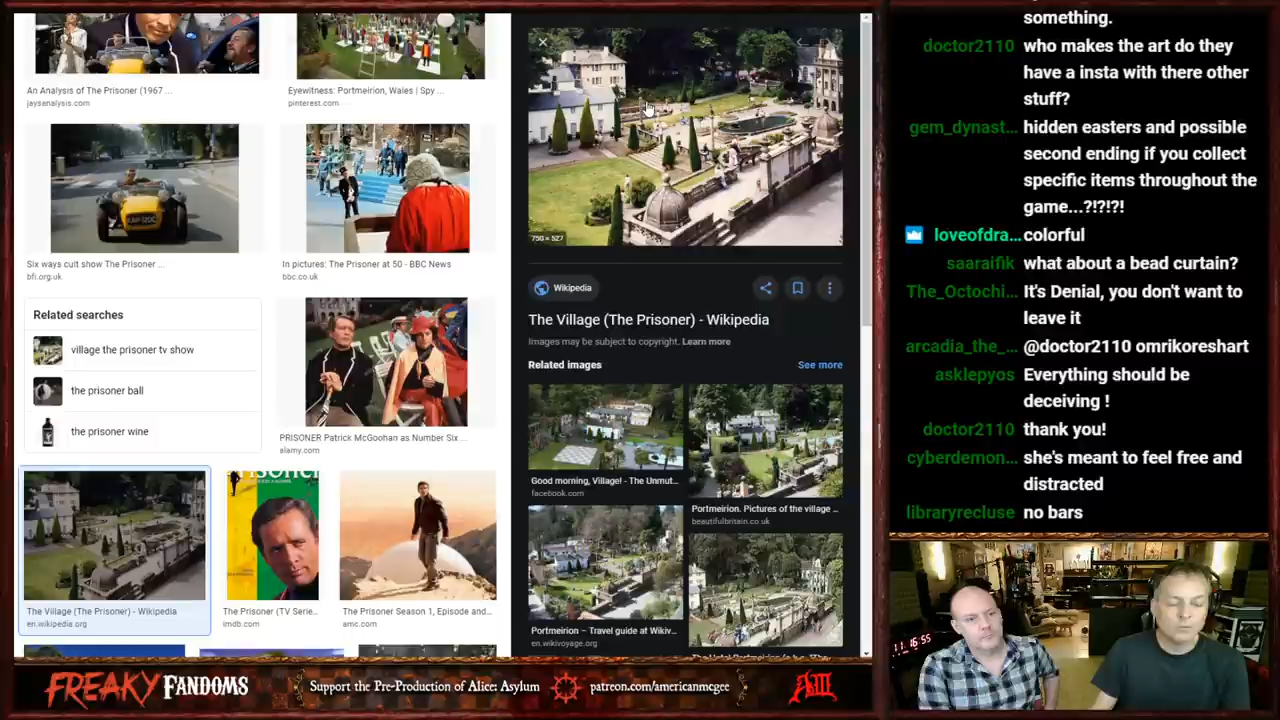 An Analysis of The Prisoner (1967 ...
jaysanalysis.com
Eyewitness: Portmeirion, Wales | Spy ...
pinterest.com
Six ways cult show The Prisoner ...
bfi.org.uk
In pictures: The Prisoner at 50 - BBC News
bbc.co.uk
Related searches
village the prisoner tv show
the prisoner ball
the prisoner wine
PRISONER Patrick McGoohan as Number Six ...
alamy.com
The Village (The Prisoner) - Wikipedia
en.wikipedia.org
The Prisoner (TV Serie...
imdb.com
The Prisoner Season 1, Episode and...
amc.com
750 × 527
Wikipedia
The Village (The Prisoner) - Wikipedia
Images may be subject to copyright. Learn more
Related images
See more
Good morning, Village! - The Unmut...
facebook.com
Portmeirion. Pictures of the village ...
beautifulbritain.co.uk
Portmeirion – Travel guide at Wikiv...
en.wikivoyage.org
something.
doctor2110 who makes the art do they
have a insta with there other
stuff?
gem_dynast... hidden easters and possible
second ending if you collect
specific items throughout the
game...?!?!?!
loveofdra... colorful
saaraifik what about a bead curtain?
The_Octochi... It's Denial, you don't want to
leave it
arcadia_the_... @doctor2110 omrikoreshart
asklepyos Everything should be
deceiving !
doctor2110 thank you!
cyberdemon... she's meant to feel free and
distracted
libraryrecluse no bars
FREAKY FANDOMS
Support the Pre-Production of Alice: Asylum
patreon.com/americanmcgee